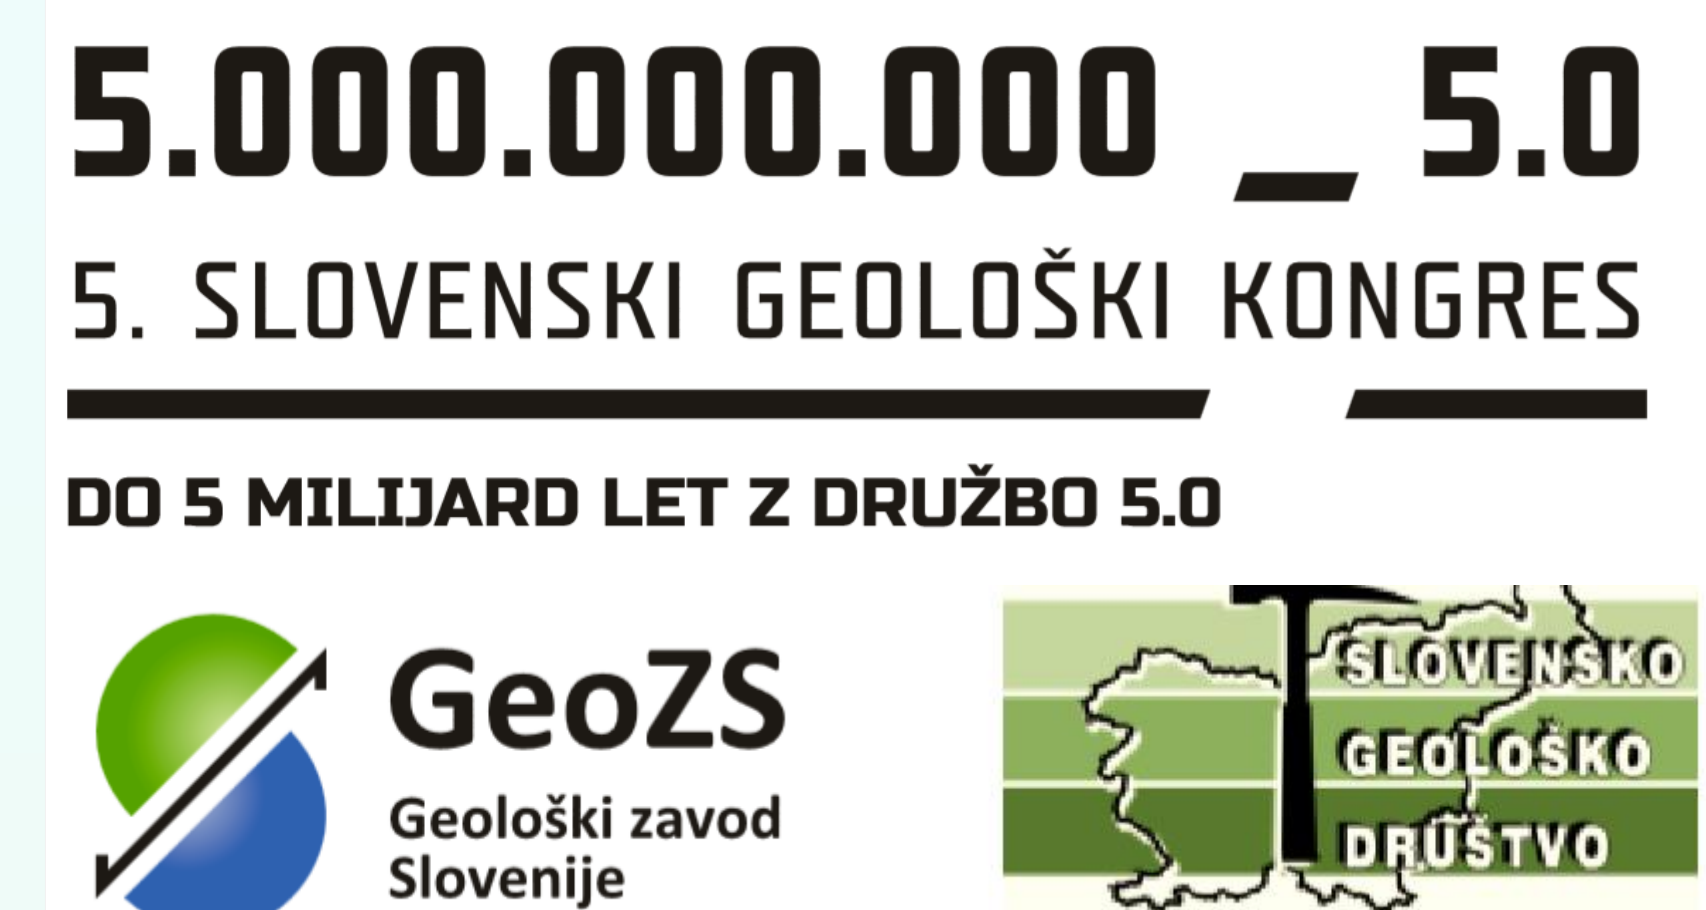 5.000.000.000 _ 5.0
5. SLOVENSKI GEOLOŠKI KONGRES
DO 5 MILIJARD LET Z DRUŽBO 5.0
GeoZS
Geološki zavod
Slovenije
SLOVENSKO
GEOLOŠKO
DRUŠTVO